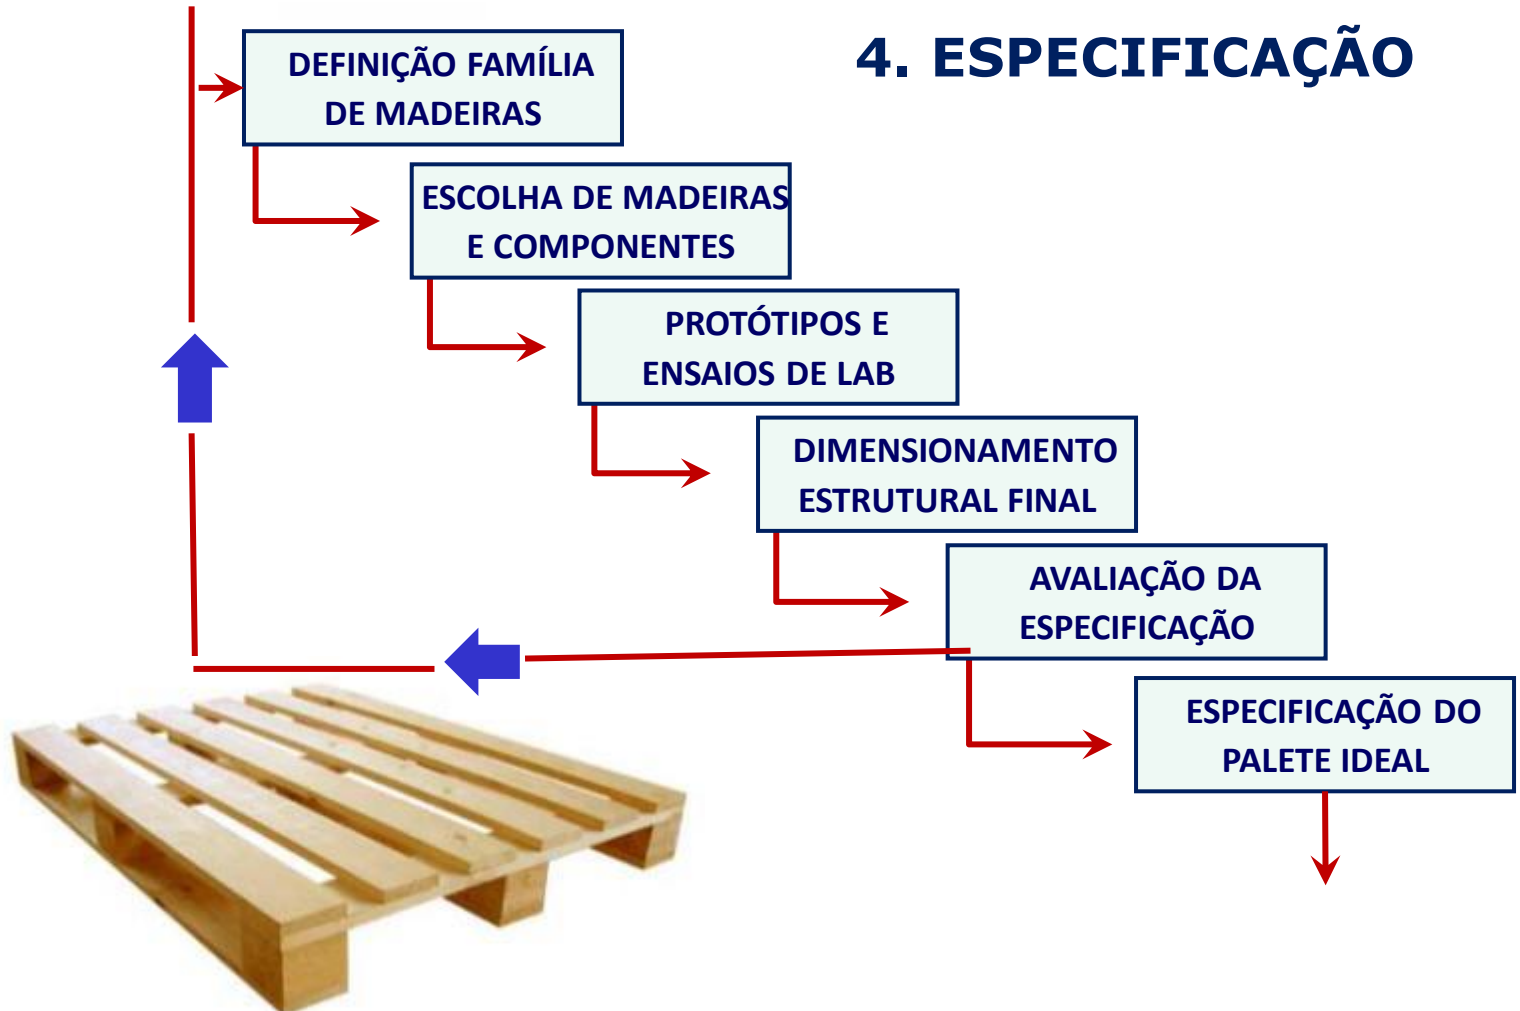 4. ESPECIFICAÇÃO
DEFINIÇÃO FAMÍLIA
DE MADEIRAS
ESCOLHA DE MADEIRAS
E COMPONENTES
PROTÓTIPOS E
ENSAIOS DE LAB
DIMENSIONAMENTO
ESTRUTURAL FINAL
AVALIAÇÃO DA
ESPECIFICAÇÃO
ESPECIFICAÇÃO DO
PALETE IDEAL